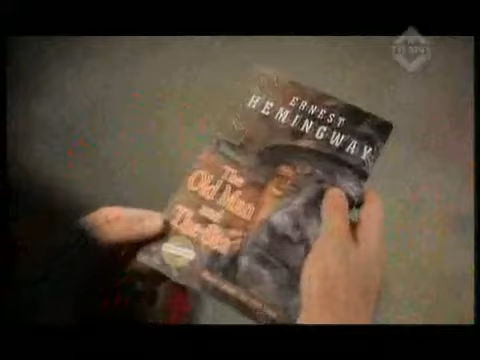 ERNEST
HEMINGWAY
The
Old Man
and
The Sea